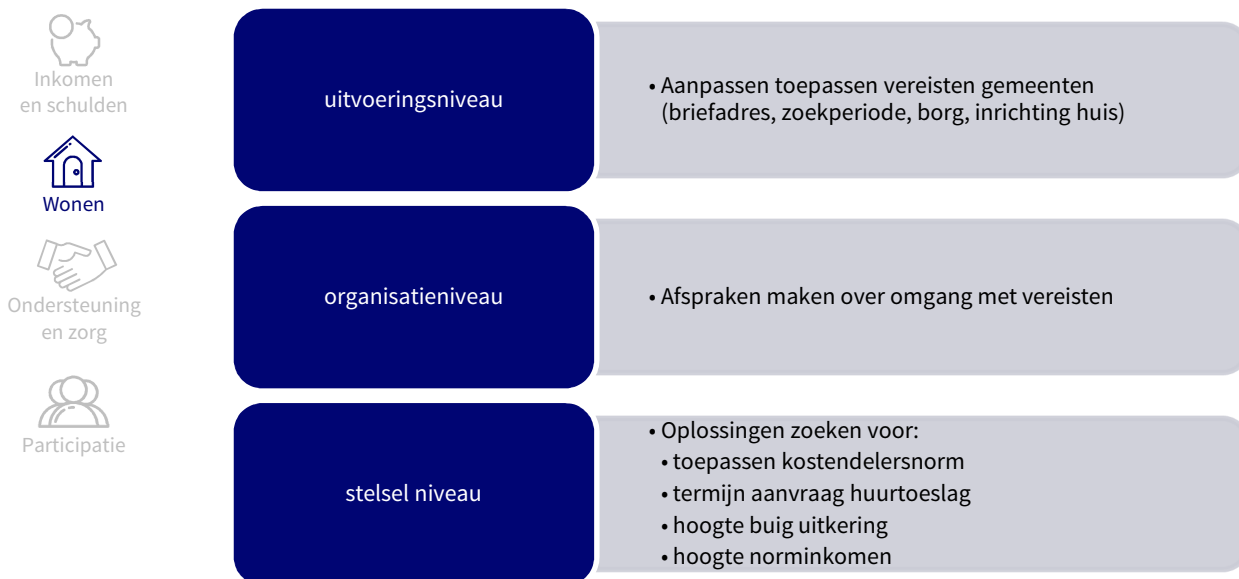 Inkomen
en schulden
Wonen
Ondersteuning
en zorg
Participatie
uitvoeringsniveau
• Aanpassen toepassen vereisten gemeenten
(briefadres, zoekperiode, borg, inrichting huis)
organisatieniveau
• Afspraken maken over omgang met vereisten
stelsel niveau
• Oplossingen zoeken voor:
• toepassen kostendelersnorm
• termijn aanvraag huurtoeslag
• hoogte buig uitkering
• hoogte norminkomen